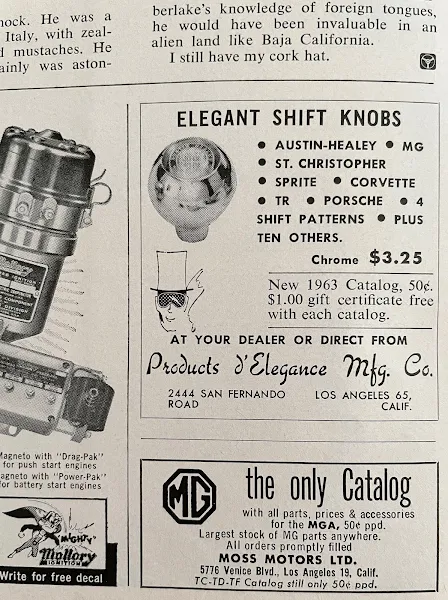 nock. He was a
Italy, with zeal-
mustaches. He
ainly was aston-
berlake's knowledge of foreign tongues,
he would have been invaluable in an
alien land like Baja California.
I still have my cork hat.
ELEGANT SHIFT KNOBS
● AUSTIN-HEALEY ● MG
● ST. CHRISTOPHER
● SPRITE ● CORVETTE
● TR ● PORSCHE ● 4
SHIFT PATTERNS ● PLUS
TEN OTHERS.
Chrome $3.25
New 1963 Catalog, 50¢.
$1.00 gift certificate free
with each catalog.
AT YOUR DEALER OR DIRECT FROM
Products d'Elegance Mfg. Co.
2444 SAN FERNANDO
ROAD
LOS ANGELES 65,
CALIF.
Mallory
Magneto with "Drag-Pak"
for push start engines
agneto with "Power-Pak"
for battery start engines
"MIGHTY"
Mallory
IGNITION
Write for free decal
MG
the only Catalog
with all parts, prices & accessories
for the MGA, 50¢ ppd.
Largest stock of MG parts anywhere.
All orders promptly filled
MOSS MOTORS LTD.
5776 Venice Blvd., Los Angeles 19, Calif.
TC-TD-TF Catalog still only 50¢ ppd.